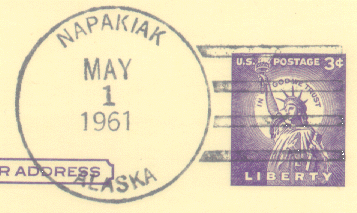 NAPAKIAK
MAY
1
1961
ALASKA
U.S. POSTAGE 3¢
IN GOD WE TRUST
LIBERTY
R ADDRESS